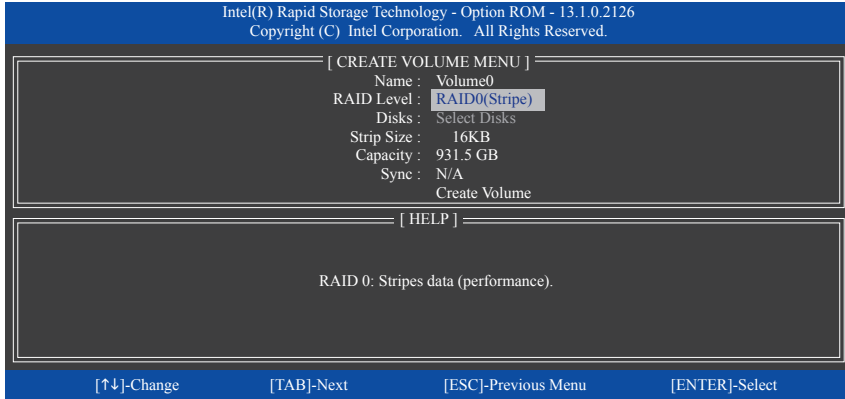 Intel(R) Rapid Storage Technology - Option ROM - 13.1.0.2126
Copyright (C) Intel Corporation. All Rights Reserved.
[ CREATE VOLUME MENU ]
Name : Volume0
RAID Level : RAID0(Stripe)
Disks : Select Disks
Strip Size : 16KB
Capacity : 931.5 GB
Sync : N/A
Create Volume
[ HELP ]
RAID 0: Stripes data (performance).
[↑↓]-Change [TAB]-Next [ESC]-Previous Menu [ENTER]-Select